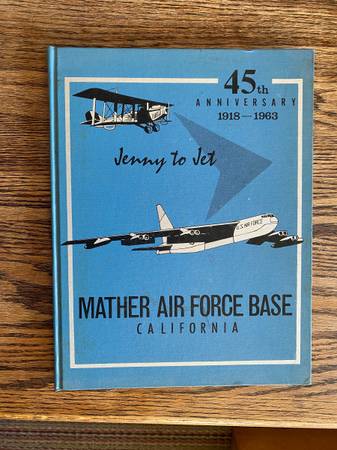 45th
ANNIVERSARY
1918—1963
Jenny to Jet
U.S. AIR FORCE
MATHER AIR FORCE BASE
CALIFORNIA